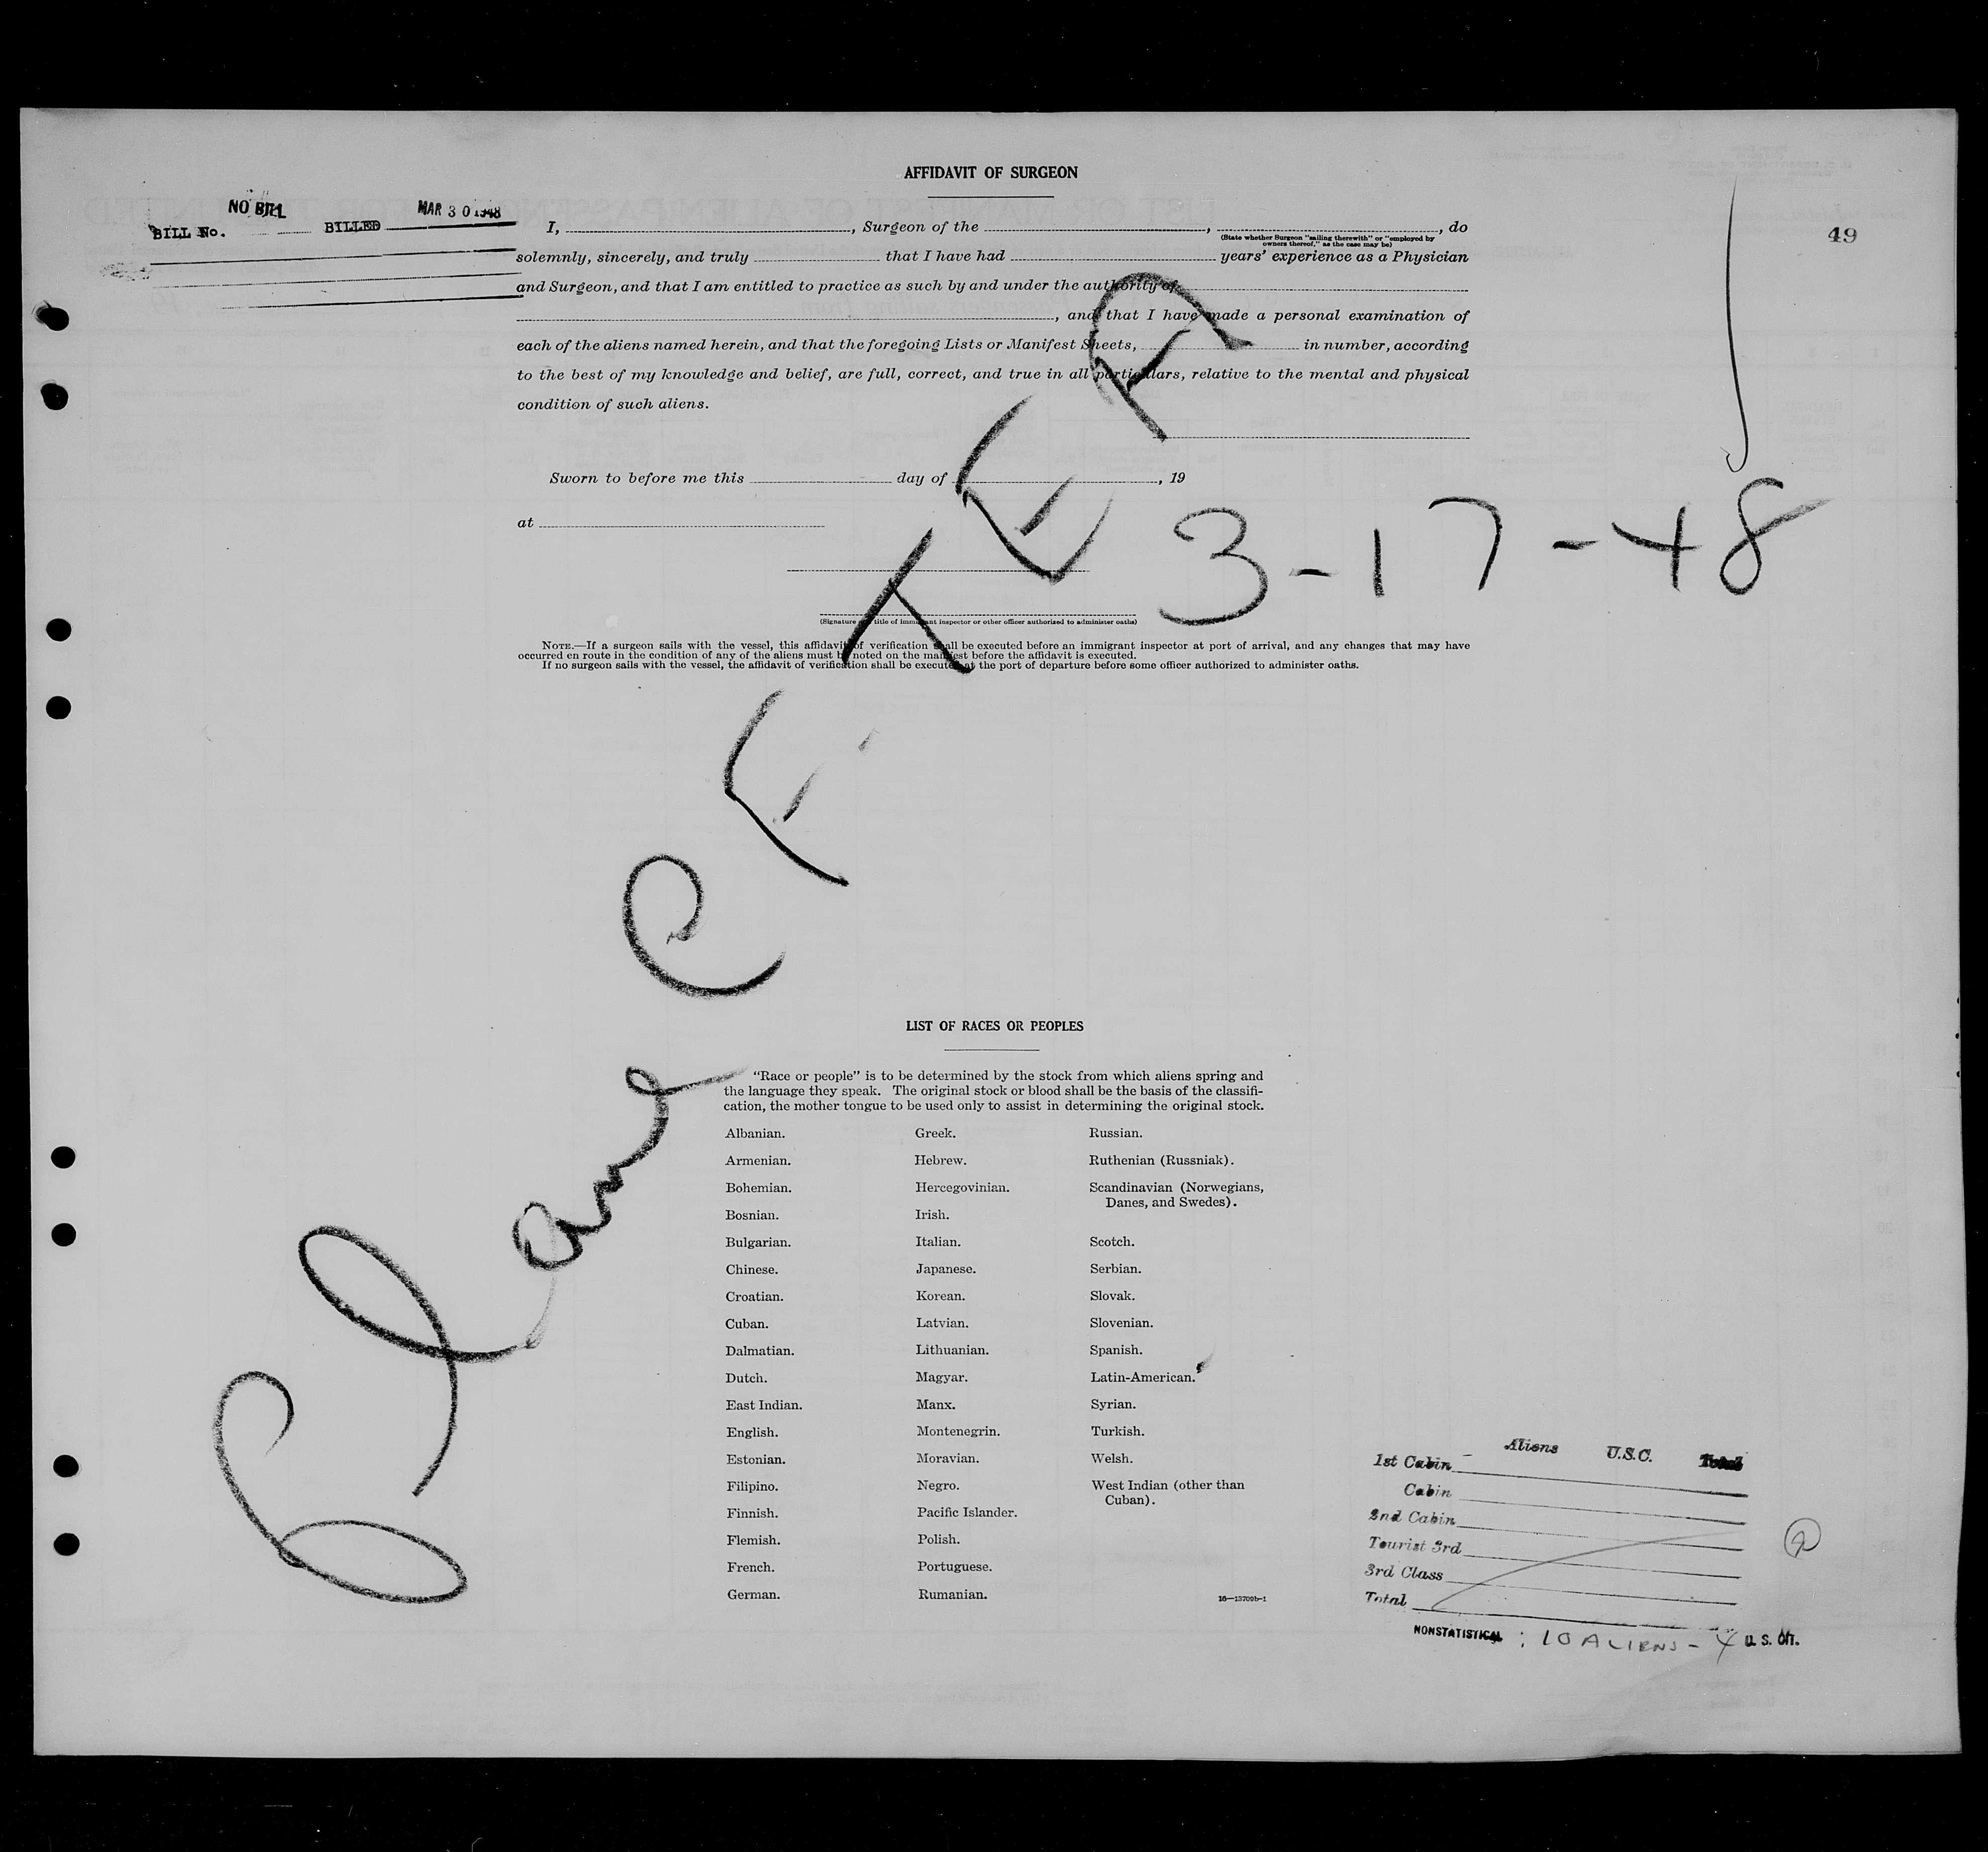 AFFIDAVIT OF SURGEON
NO BILL MAR 30 1948
BILL No. BILLED
49
I, , Surgeon of the , , do
(State whether Surgeon "sailing therewith" or "employed by
owners thereof," as the case may be)
solemnly, sincerely, and truly that I have had years' experience as a Physician
and Surgeon, and that I am entitled to practice as such by and under the authority of
, and that I have made a personal examination of
each of the aliens named herein, and that the foregoing Lists or Manifest Sheets, in number, according
to the best of my knowledge and belief, are full, correct, and true in all particulars, relative to the mental and physical
condition of such aliens.
Sworn to before me this day of , 19
at
3-17-48
(Signature and title of immigrant inspector or other officer authorized to administer oaths)
NOTE.—If a surgeon sails with the vessel, this affidavit of verification shall be executed before an immigrant inspector at port of arrival, and any changes that may have
occurred en route in the condition of any of the aliens must be noted on the manifest before the affidavit is executed.
If no surgeon sails with the vessel, the affidavit of verification shall be executed at the port of departure before some officer authorized to administer oaths.
Plane
LIST OF RACES OR PEOPLES
"Race or people" is to be determined by the stock from which aliens spring and
the language they speak. The original stock or blood shall be the basis of the classifi-
cation, the mother tongue to be used only to assist in determining the original stock.
Albanian. Greek. Russian.
Armenian. Hebrew. Ruthenian (Russniak).
Bohemian. Hercegovinian. Scandinavian (Norwegians,
Danes, and Swedes).
Bosnian. Irish.
Bulgarian. Italian. Scotch.
Chinese. Japanese. Serbian.
Croatian. Korean. Slovak.
Cuban. Latvian. Slovenian.
Dalmatian. Lithuanian. Spanish.
Dutch. Magyar. Latin-American.
East Indian. Manx. Syrian.
English. Montenegrin. Turkish.
Estonian. Moravian. Welsh.
Filipino. Negro. West Indian (other than
Cuban).
Finnish. Pacific Islander.
Flemish. Polish.
French. Portuguese.
German. Rumanian.
16—13709b-1
Aliens U.S.C. Total
1st Cabin
Cabin
2nd Cabin
Tourist 3rd
3rd Class
Total
NONSTATISTICAL : 10 ALIENS - 4 U. S. CIT.